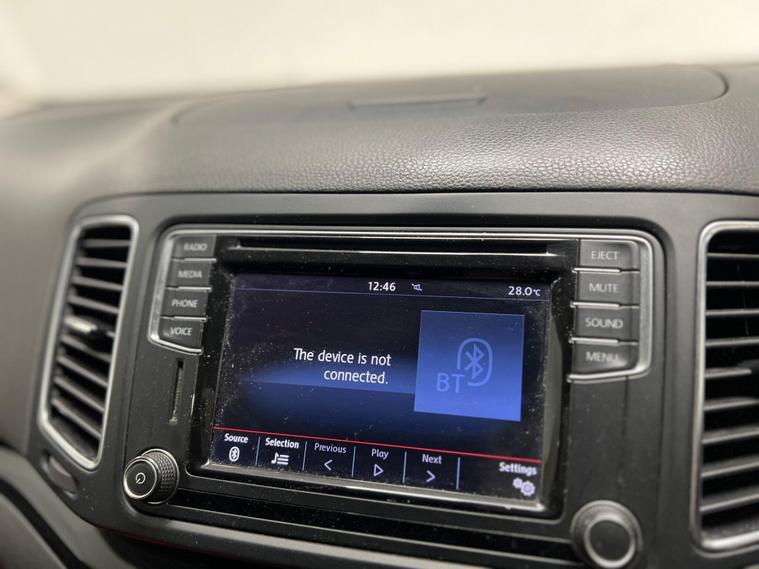 RADIO
MEDIA
PHONE
VOICE
EJECT
MUTE
SOUND
MENU
12:46
28.0°C
The device is not
connected.
BT
Source
Selection
Previous
Play
Next
Settings